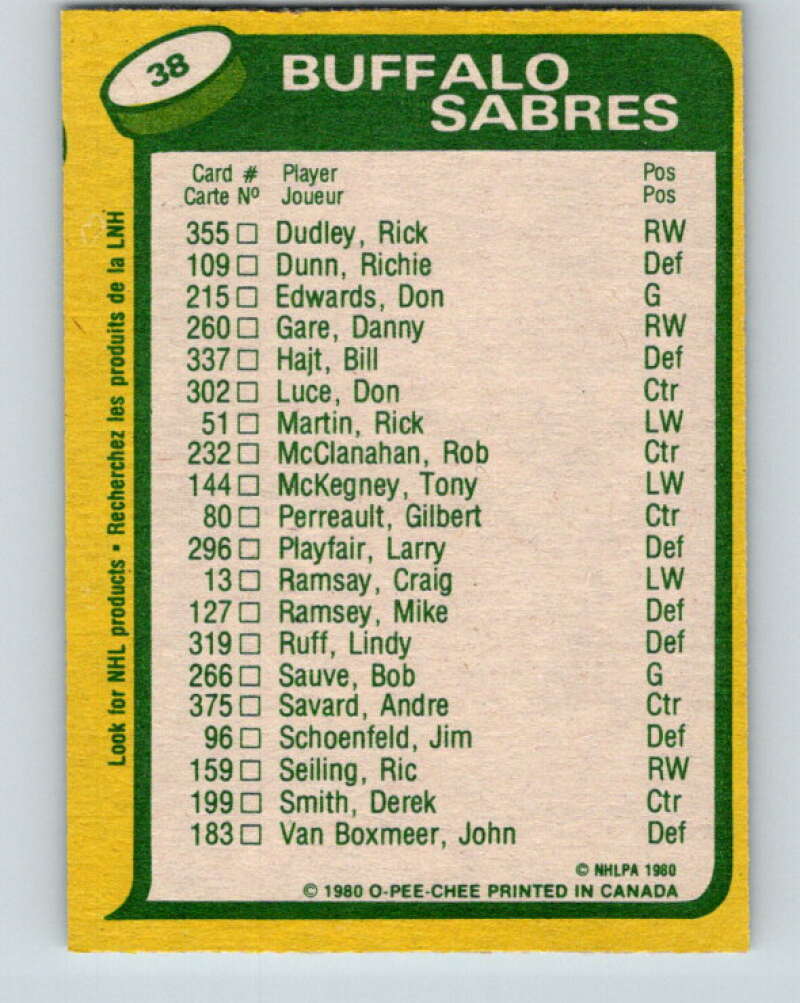 38
BUFFALO
SABRES
Card # Player Pos
Carte Nº Joueur Pos
355 □ Dudley, Rick RW
109 □ Dunn, Richie Def
215 □ Edwards, Don G
260 □ Gare, Danny RW
337 □ Hajt, Bill Def
302 □ Luce, Don Ctr
51 □ Martin, Rick LW
232 □ McClanahan, Rob Ctr
144 □ McKegney, Tony LW
80 □ Perreault, Gilbert Ctr
296 □ Playfair, Larry Def
13 □ Ramsay, Craig LW
127 □ Ramsey, Mike Def
319 □ Ruff, Lindy Def
266 □ Sauve, Bob G
375 □ Savard, Andre Ctr
96 □ Schoenfeld, Jim Def
159 □ Seiling, Ric RW
199 □ Smith, Derek Ctr
183 □ Van Boxmeer, John Def
© NHLPA 1980
© 1980 O-PEE-CHEE PRINTED IN CANADA
Look for NHL products • Recherchez les produits de la LNH